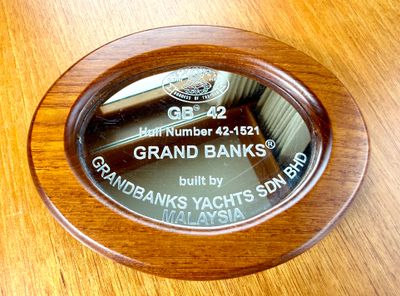 GB® 42
Hull Number 42-1521
GRAND BANKS®
built by
GRANDBANKS YACHTS SDN BHD
MALAYSIA